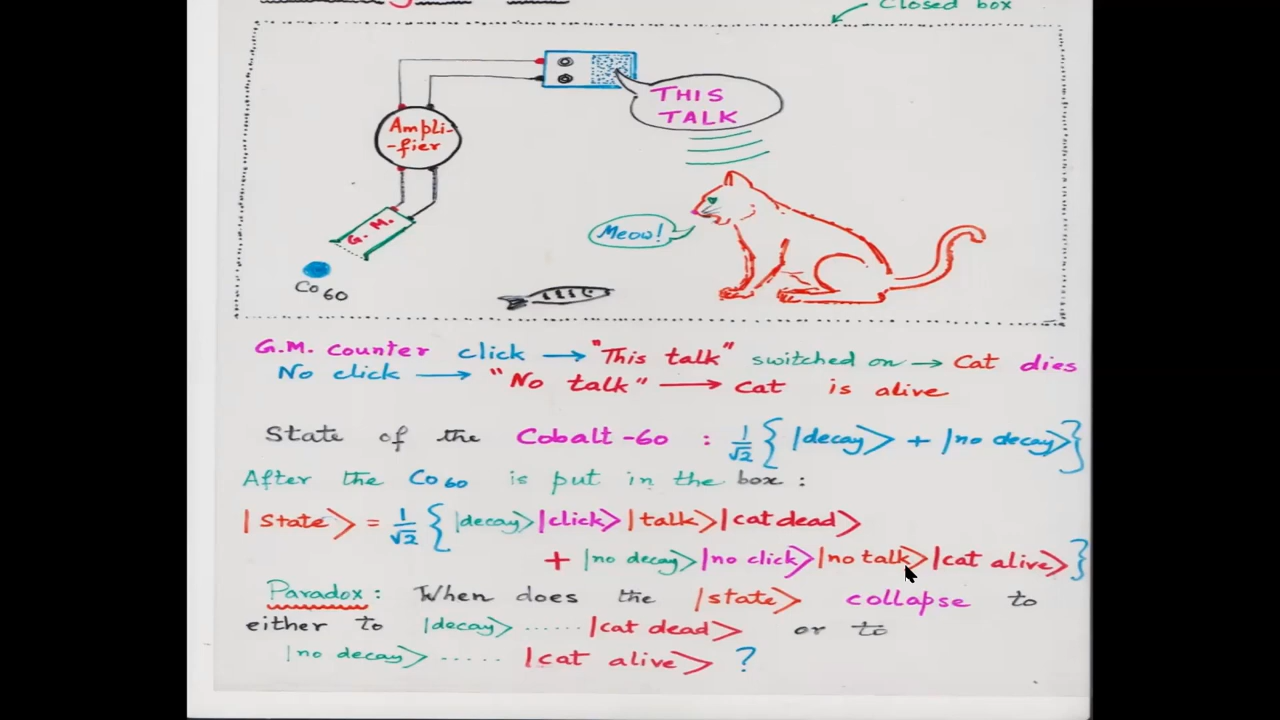 Closed box
THIS
TALK
Ampli-
-fier
G. M.
Meow!
Co 60
G.M. counter click → "This talk" switched on → Cat dies
No click → "No talk" → Cat is alive
State of the Cobalt-60 : 1/√2 { |decay> + |no decay> }
After the Co60 is put in the box :
|State> = 1/√2 { |decay>|click>|talk>|cat dead>
+ |no decay>|no click>|no talk>|cat alive> }
Paradox : When does the |state> collapse to
either to |decay> ...... |cat dead> or to
|no decay> ..... |cat alive> ?